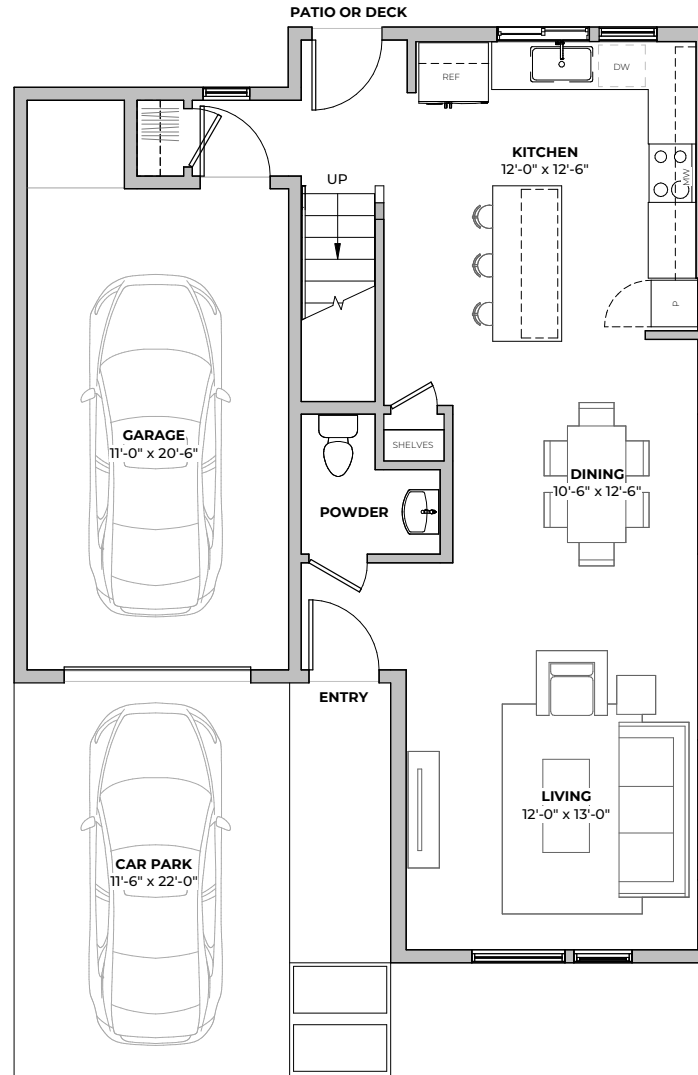 PATIO OR DECK
REF
DW
KITCHEN
12'-0" x 12'-6"
MW
UP
P
GARAGE
11'-0" x 20'-6"
SHELVES
DINING
10'-6" x 12'-6"
POWDER
ENTRY
LIVING
12'-0" x 13'-0"
CAR PARK
11'-6" x 22'-0"